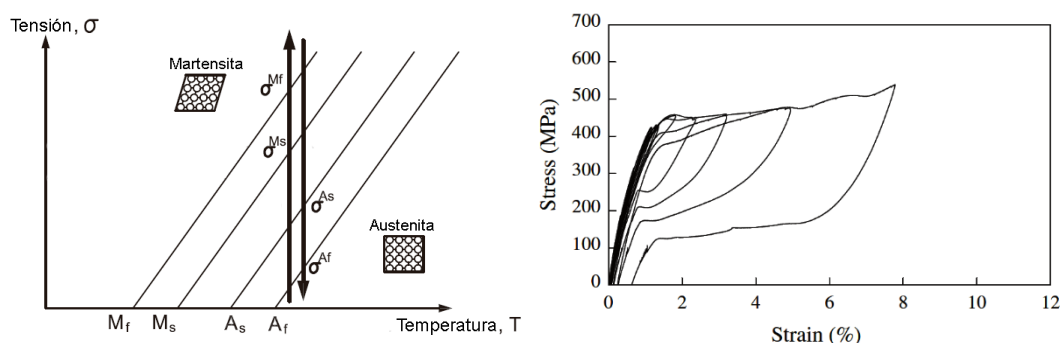 Tensión, σ
Martensita
σMf
σMs
σAs
Austenita
σAf
Mf Ms As Af Temperatura, T
700
600
500
400
300
200
100
0
Stress (MPa)
0 2 4 6 8 10 12
Strain (%)